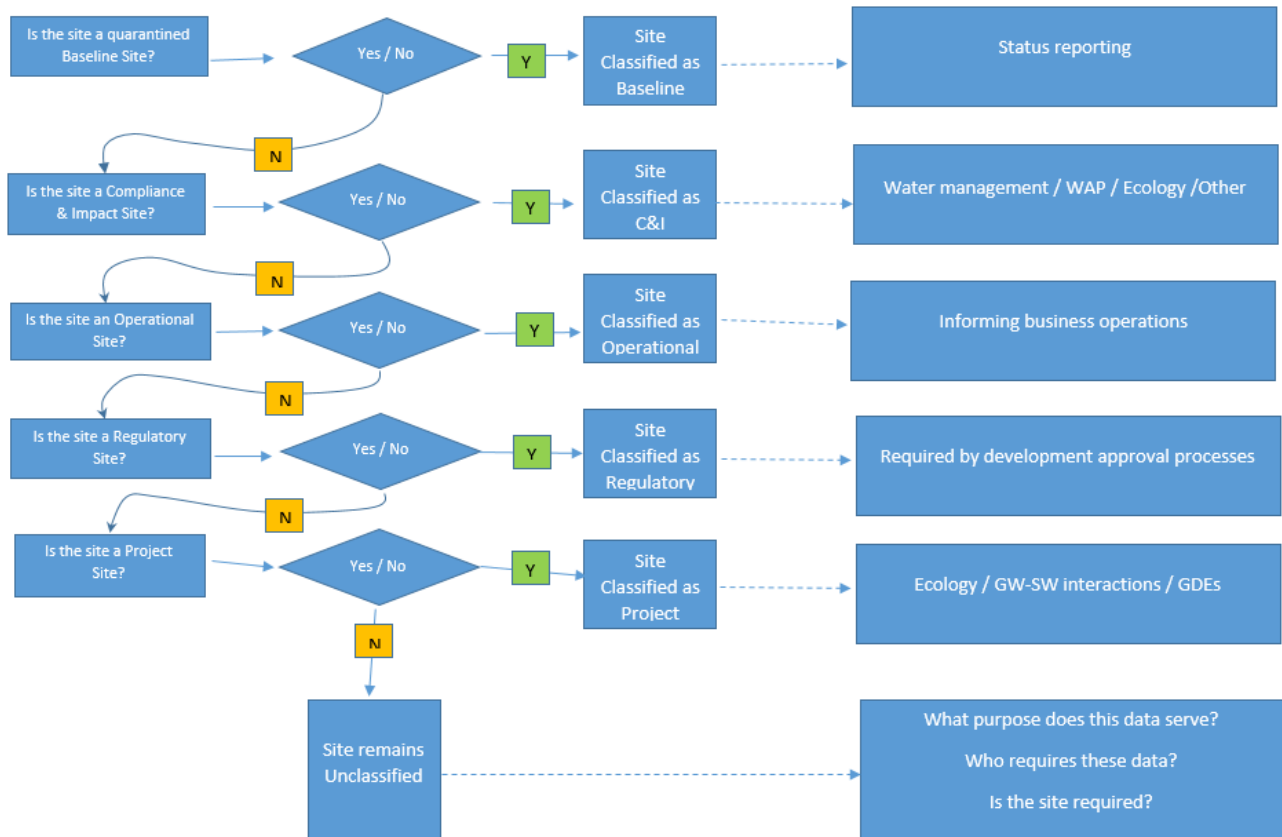 Is the site a quarantined
Baseline Site?
Yes / No
Y
Site
Classified as
Baseline
Status reporting
N
Is the site a Compliance
& Impact Site?
Yes / No
Y
Site
Classified as
C&I
Water management / WAP / Ecology /Other
N
Is the site an Operational
Site?
Yes / No
Y
Site
Classified as
Operational
Informing business operations
N
Is the site a Regulatory
Site?
Yes / No
Y
Site
Classified as
Regulatory
Required by development approval processes
N
Is the site a Project
Site?
Yes / No
Y
Site
Classified as
Project
Ecology / GW-SW interactions / GDEs
N
Site remains
Unclassified
What purpose does this data serve?
Who requires these data?
Is the site required?